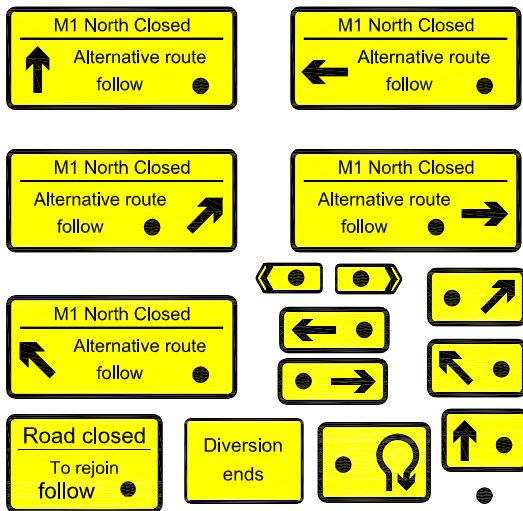 M1 North Closed
Alternative route
follow
M1 North Closed
Alternative route
follow
M1 North Closed
Alternative route
follow
M1 North Closed
Alternative route
follow
M1 North Closed
Alternative route
follow
Road closed
To rejoin
follow
Diversion
ends